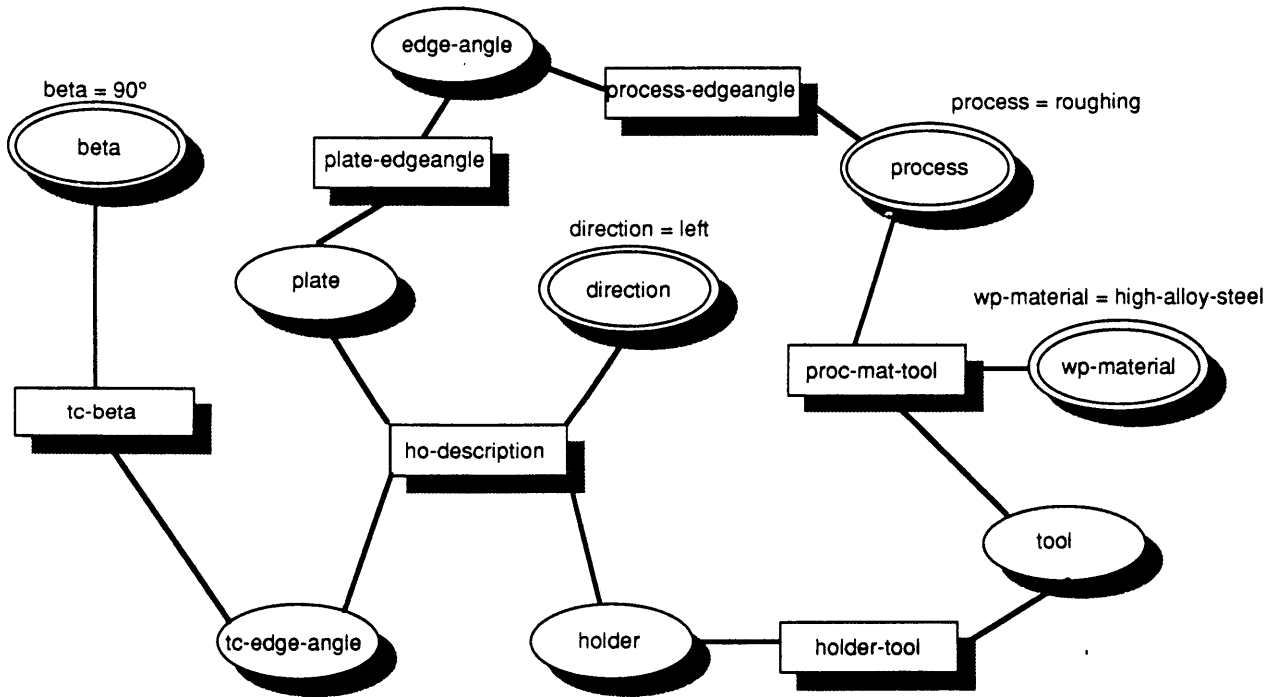 edge-angle
beta = 90°
process-edgeangle
process = roughing
beta
plate-edgeangle
process
direction = left
plate
direction
wp-material = high-alloy-steel
proc-mat-tool
wp-material
tc-beta
ho-description
tool
tc-edge-angle
holder
holder-tool